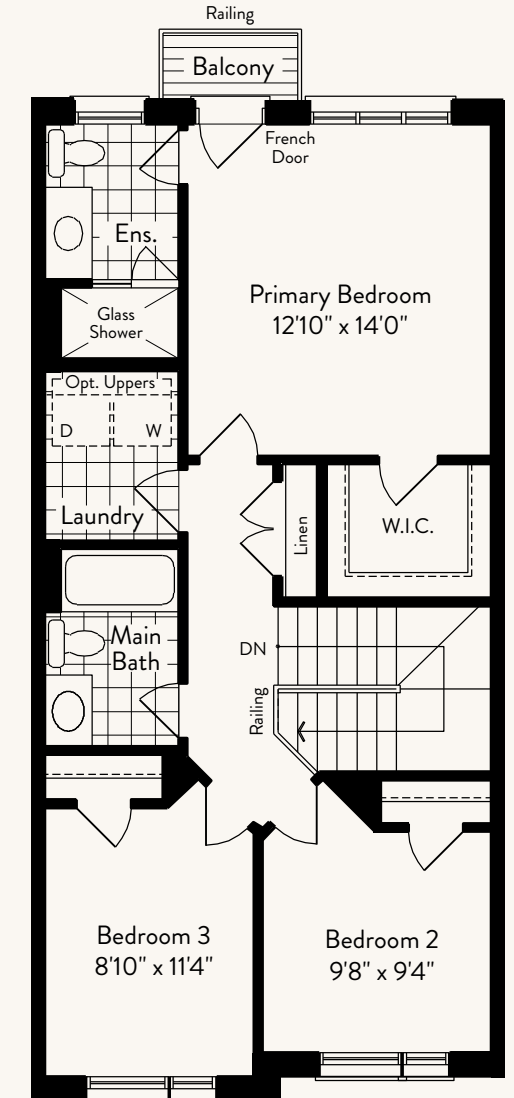 Railing
Balcony
French
Door
Ens.
Primary Bedroom
12'10" x 14'0"
Glass
Shower
Opt. Uppers
D
W
Laundry
Linen
W.I.C.
Main
Bath
DN
Railing
Bedroom 3
8'10" x 11'4"
Bedroom 2
9'8" x 9'4"